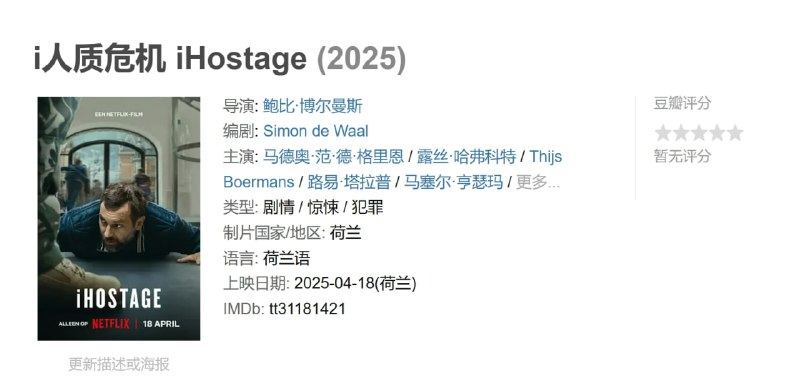 i人质危机 iHostage (2025)
EEN NETFLIX-FILM
iHOSTAGE
ALLEEN OP NETFLIX | 18 APRIL
更新描述或海报
导演: 鲍比·博尔曼斯
编剧: Simon de Waal
主演: 马德奥·范·德·格里恩 / 露丝·哈弗科特 / Thijs
Boermans / 路易·塔拉普 / 马塞尔·亨瑟玛 / 更多...
类型: 剧情 / 惊悚 / 犯罪
制片国家/地区: 荷兰
语言: 荷兰语
上映日期: 2025-04-18(荷兰)
IMDb: tt31181421
豆瓣评分
暂无评分